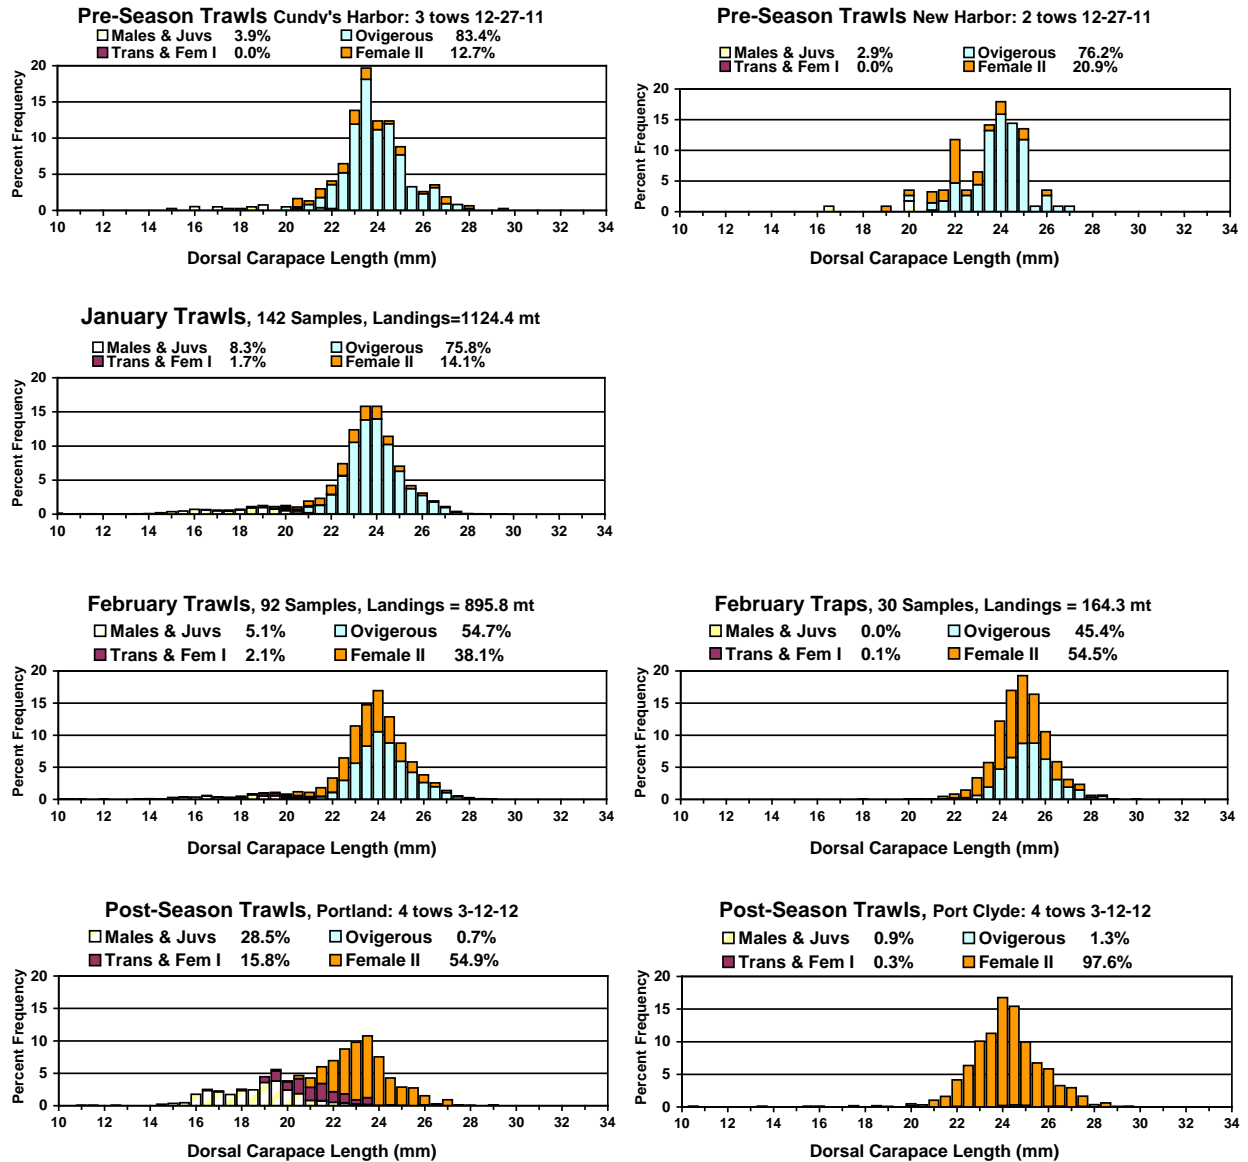 Pre-Season Trawls Cundy's Harbor: 3 tows 12-27-11
Males & Juvs 3.9% Ovigerous 83.4%
Trans & Fem I 0.0% Female II 12.7%
Percent Frequency
20
15
10
5
0
10 12 14 16 18 20 22 24 26 28 30 32 34
Dorsal Carapace Length (mm)
Pre-Season Trawls New Harbor: 2 tows 12-27-11
Males & Juvs 2.9% Ovigerous 76.2%
Trans & Fem I 0.0% Female II 20.9%
Percent Frequency
20
15
10
5
0
10 12 14 16 18 20 22 24 26 28 30 32 34
Dorsal Carapace Length (mm)
January Trawls, 142 Samples, Landings=1124.4 mt
Males & Juvs 8.3% Ovigerous 75.8%
Trans & Fem I 1.7% Female II 14.1%
Percent Frequency
20
15
10
5
0
10 12 14 16 18 20 22 24 26 28 30 32 34
Dorsal Carapace Length (mm)
February Trawls, 92 Samples, Landings = 895.8 mt
Males & Juvs 5.1% Ovigerous 54.7%
Trans & Fem I 2.1% Female II 38.1%
Percent Frequency
20
15
10
5
0
10 12 14 16 18 20 22 24 26 28 30 32 34
Dorsal Carapace Length (mm)
February Traps, 30 Samples, Landings = 164.3 mt
Males & Juvs 0.0% Ovigerous 45.4%
Trans & Fem I 0.1% Female II 54.5%
Percent Frequency
20
15
10
5
0
10 12 14 16 18 20 22 24 26 28 30 32 34
Dorsal Carapace Length (mm)
Post-Season Trawls, Portland: 4 tows 3-12-12
Males & Juvs 28.5% Ovigerous 0.7%
Trans & Fem I 15.8% Female II 54.9%
Percent Frequency
20
15
10
5
0
10 12 14 16 18 20 22 24 26 28 30 32 34
Dorsal Carapace Length (mm)
Post-Season Trawls, Port Clyde: 4 tows 3-12-12
Males & Juvs 0.9% Ovigerous 1.3%
Trans & Fem I 0.3% Female II 97.6%
Percent Frequency
20
15
10
5
0
10 12 14 16 18 20 22 24 26 28 30 32 34
Dorsal Carapace Length (mm)